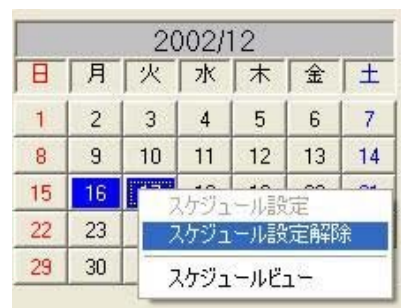 2002/12
日 月 火 水 木 金 土
1 2 3 4 5 6 7
8 9 10 11 12 13 14
15 16
スケジュール設定
22 23 スケジュール設定解除
29 30
スケジュールビュー